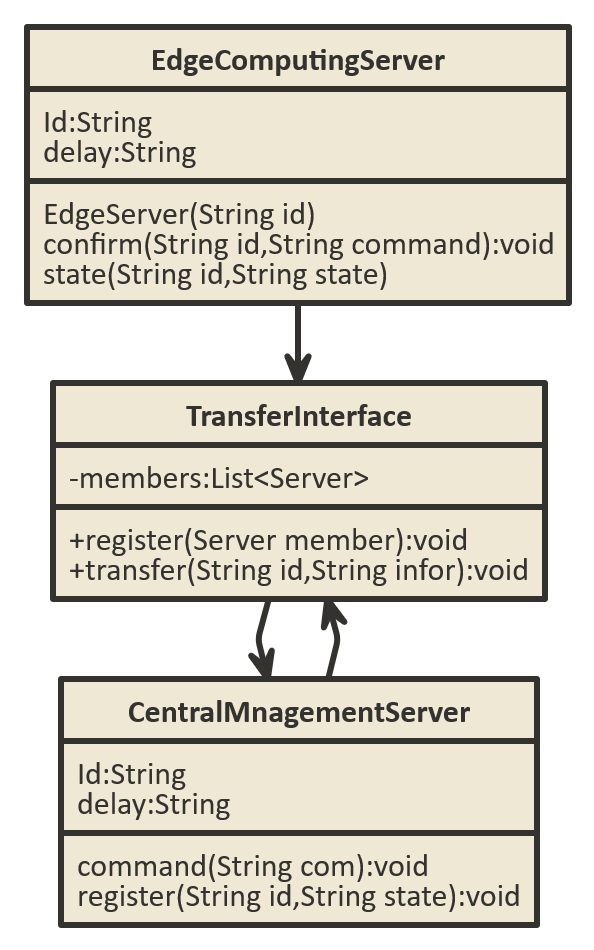 EdgeComputingServer
Id:String
delay:String
EdgeServer(String id)
confirm(String id,String command):void
state(String id,String state)
TransferInterface
-members:List<Server>
+register(Server member):void
+transfer(String id,String infor):void
CentralMnagementServer
Id:String
delay:String
command(String com):void
register(String id,String state):void